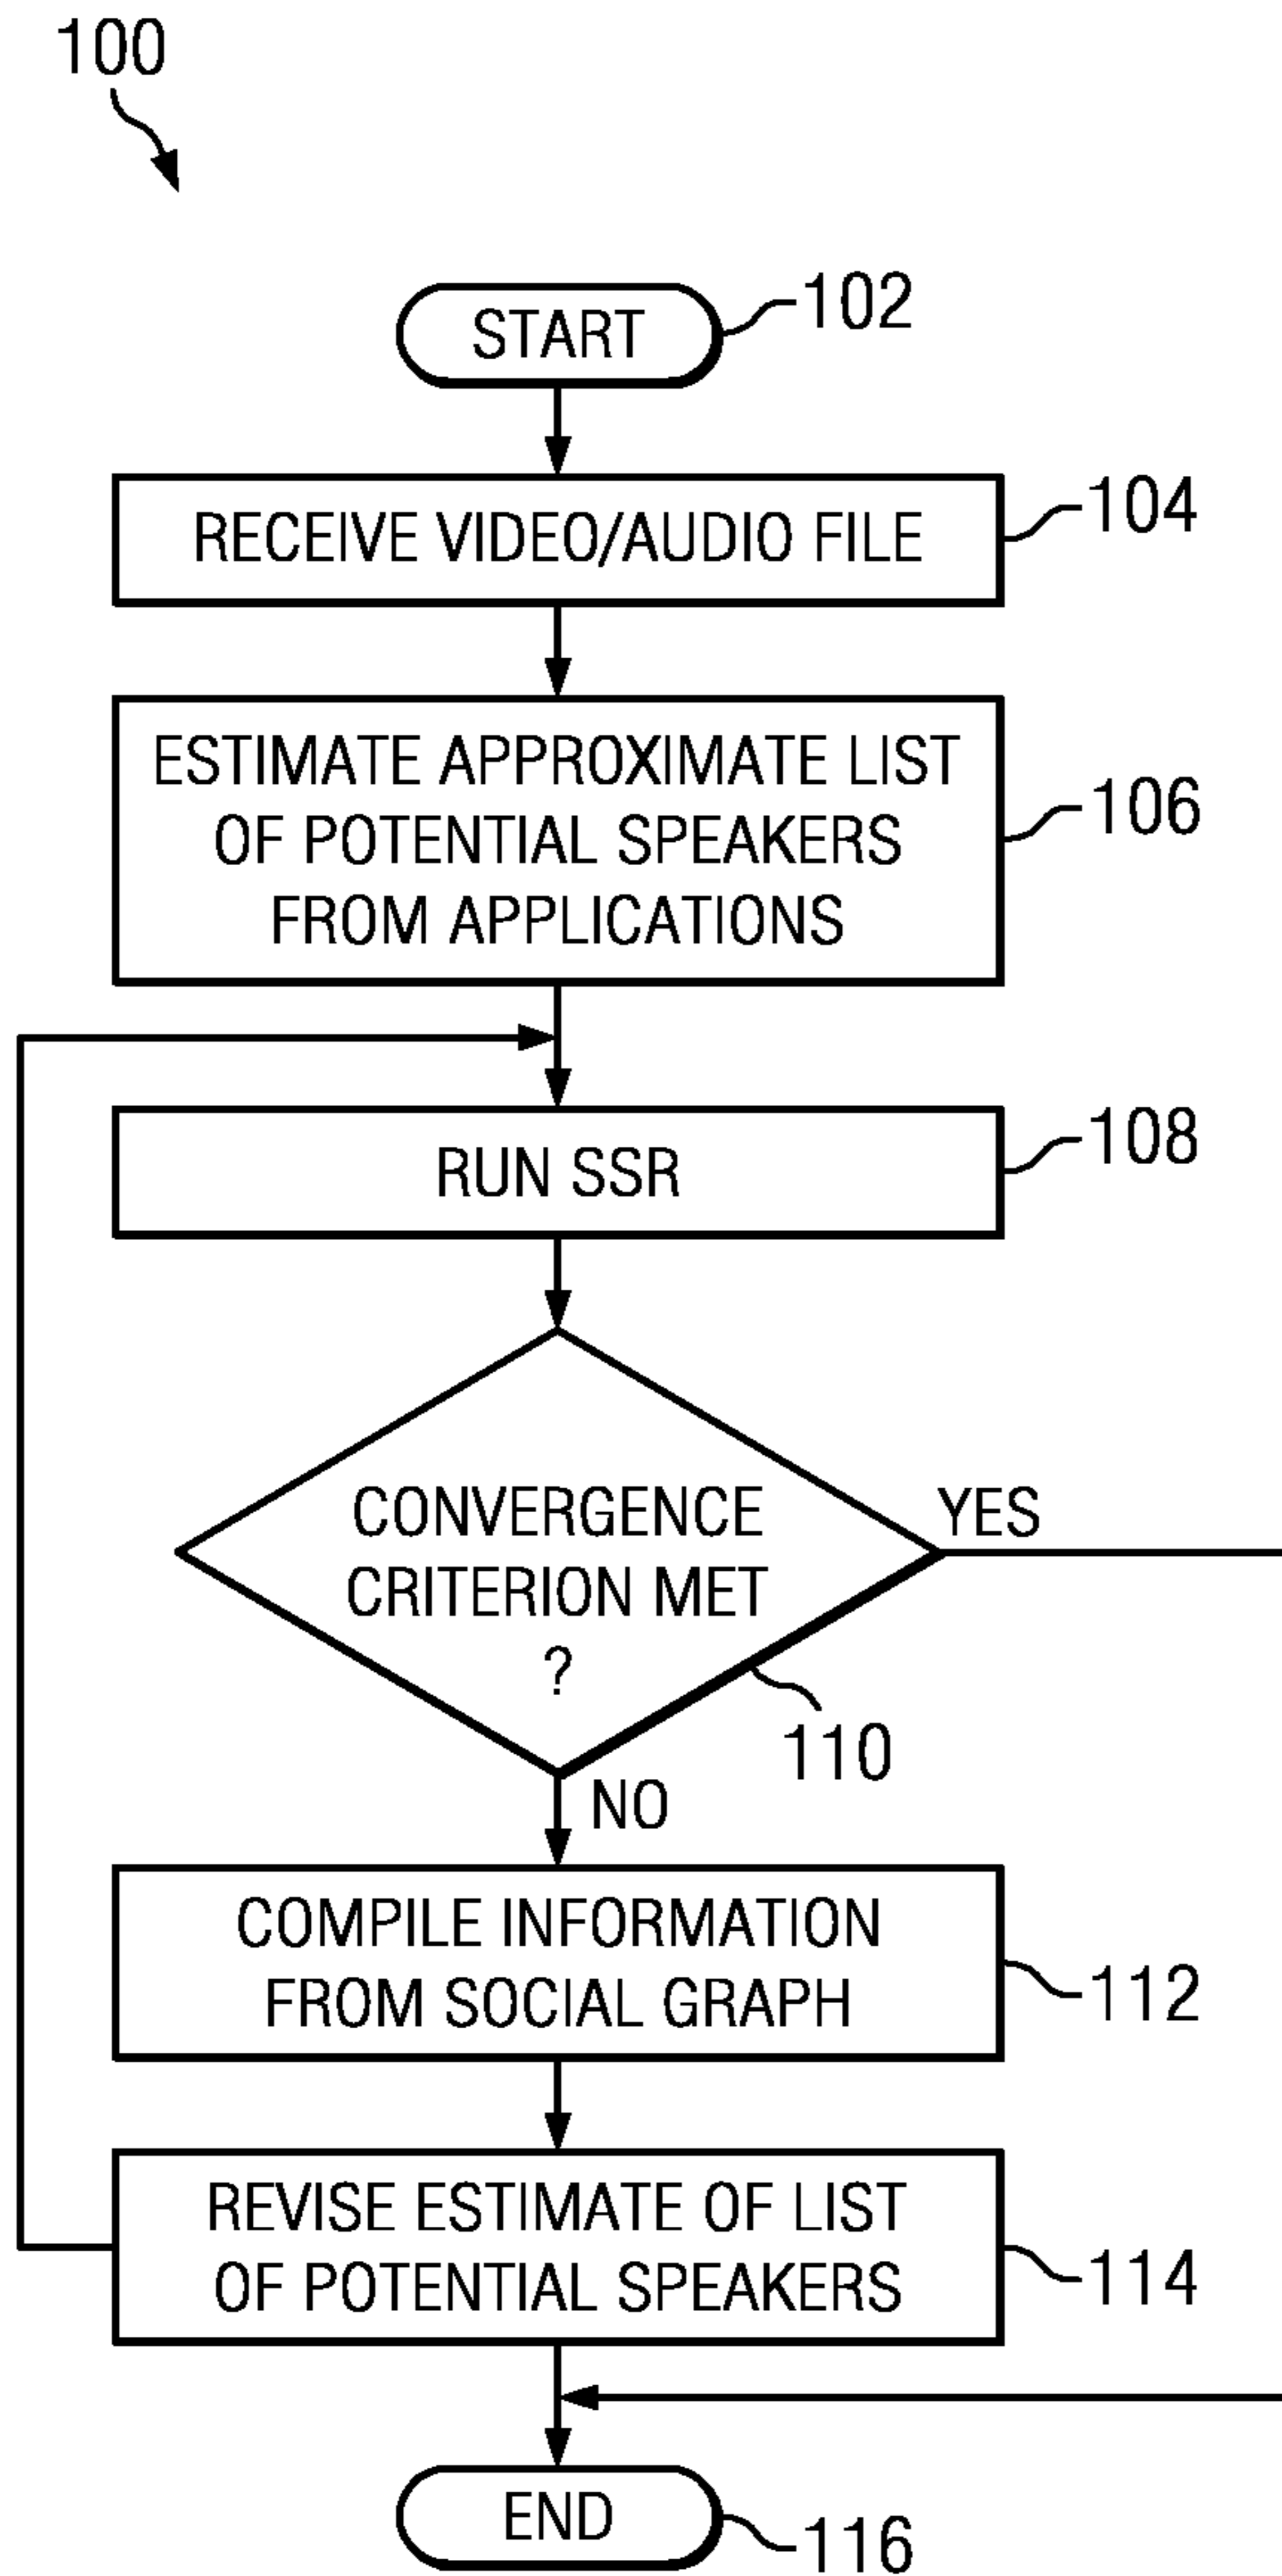 100
START
102
RECEIVE VIDEO/AUDIO FILE
104
ESTIMATE APPROXIMATE LIST
OF POTENTIAL SPEAKERS
FROM APPLICATIONS
106
RUN SSR
108
CONVERGENCE
CRITERION MET
?
YES
110
NO
COMPILE INFORMATION
FROM SOCIAL GRAPH
112
REVISE ESTIMATE OF LIST
OF POTENTIAL SPEAKERS
114
END
116